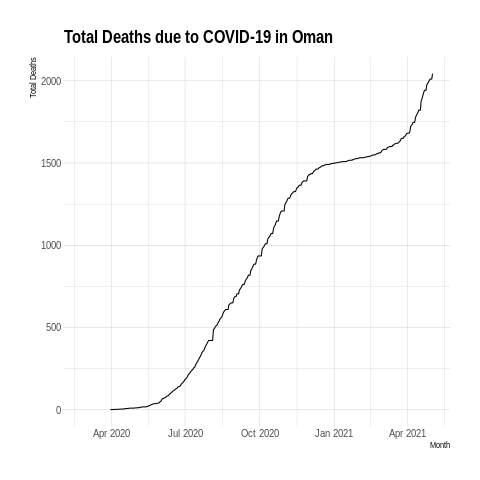 Total Deaths due to COVID-19 in Oman
Total Deaths
2000
1500
1000
500
0
Apr 2020 Jul 2020 Oct 2020 Jan 2021 Apr 2021
Month